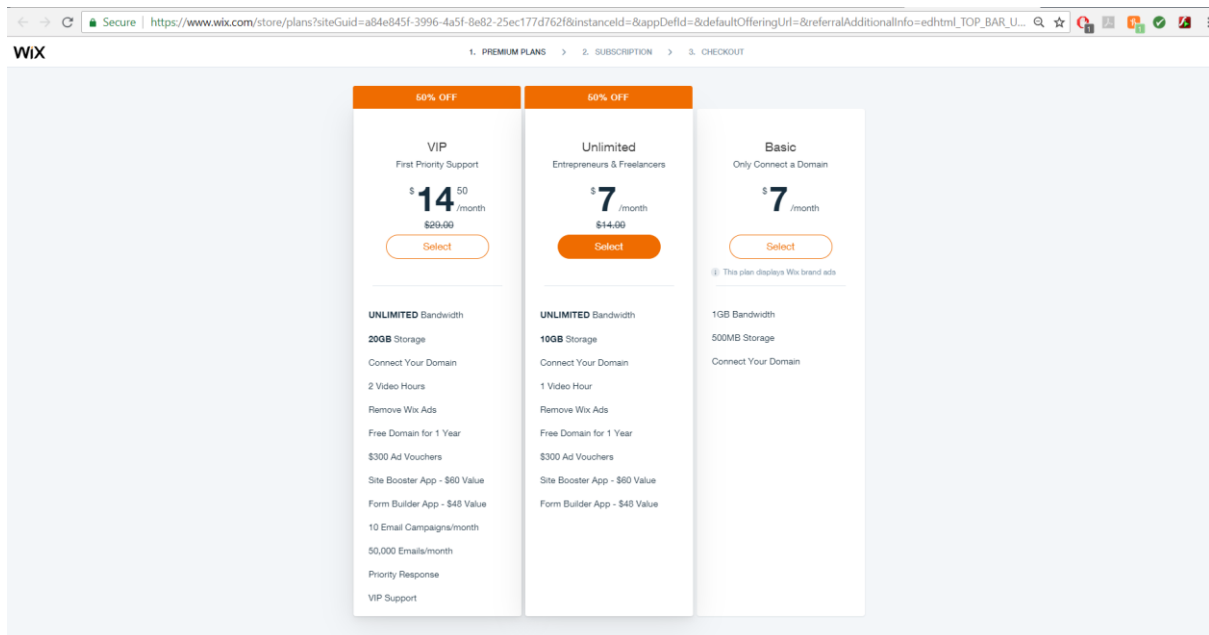 Secure | https://www.wix.com/store/plans?siteGuid=a84e845f-3996-4a5f-8e82-25ec177d762f&instanceId=&appDefId=&defaultOfferingUrl=&referralAdditionalInfo=edhtml_TOP_BAR_U...
WiX
1. PREMIUM PLANS > 2. SUBSCRIPTION > 3. CHECKOUT
50% OFF
VIP
First Priority Support
$14 50 /month
$29.00
Select
UNLIMITED Bandwidth
20GB Storage
Connect Your Domain
2 Video Hours
Remove Wix Ads
Free Domain for 1 Year
$300 Ad Vouchers
Site Booster App - $60 Value
Form Builder App - $48 Value
10 Email Campaigns/month
50,000 Emails/month
Priority Response
VIP Support
50% OFF
Unlimited
Entrepreneurs & Freelancers
$7 /month
$14.00
Select
UNLIMITED Bandwidth
10GB Storage
Connect Your Domain
1 Video Hour
Remove Wix Ads
Free Domain for 1 Year
$300 Ad Vouchers
Site Booster App - $60 Value
Form Builder App - $48 Value
Basic
Only Connect a Domain
$7 /month
Select
This plan displays Wix brand ads
1GB Bandwidth
500MB Storage
Connect Your Domain